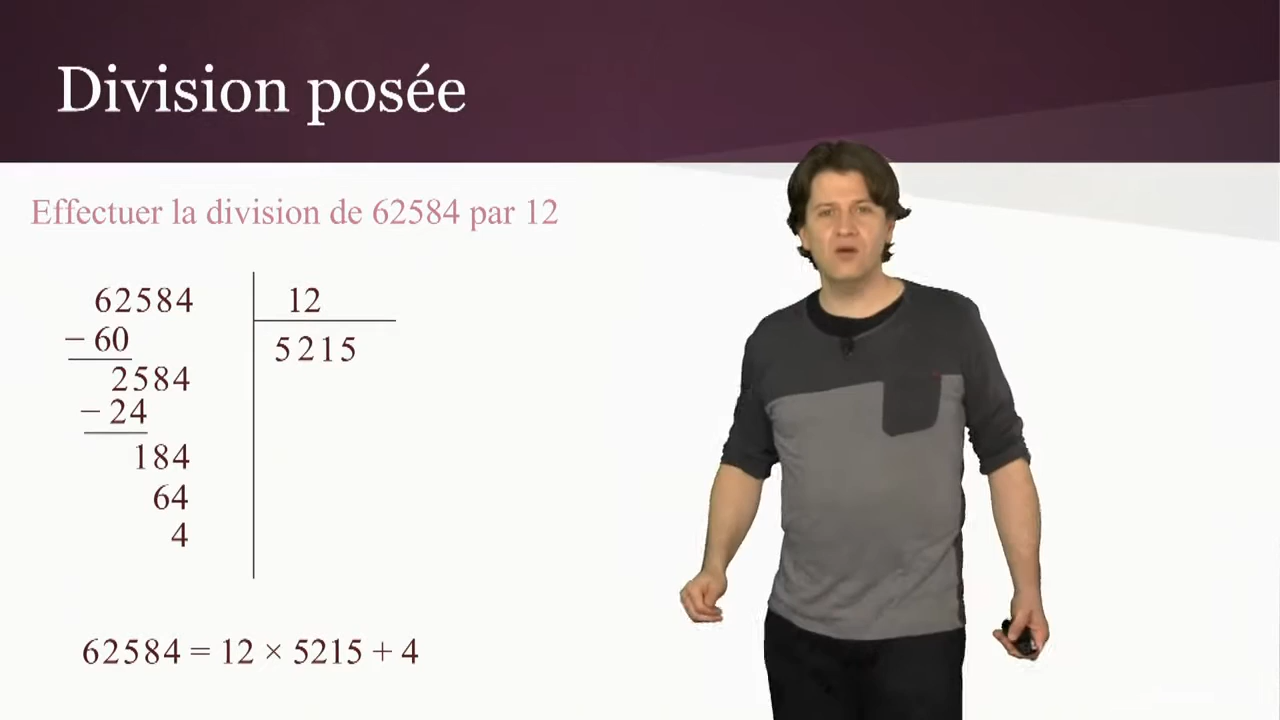 Division posée
Effectuer la division de 62584 par 12
62584 12
− 60 5215
2584
− 24
184
64
4
62584 = 12 × 5215 + 4